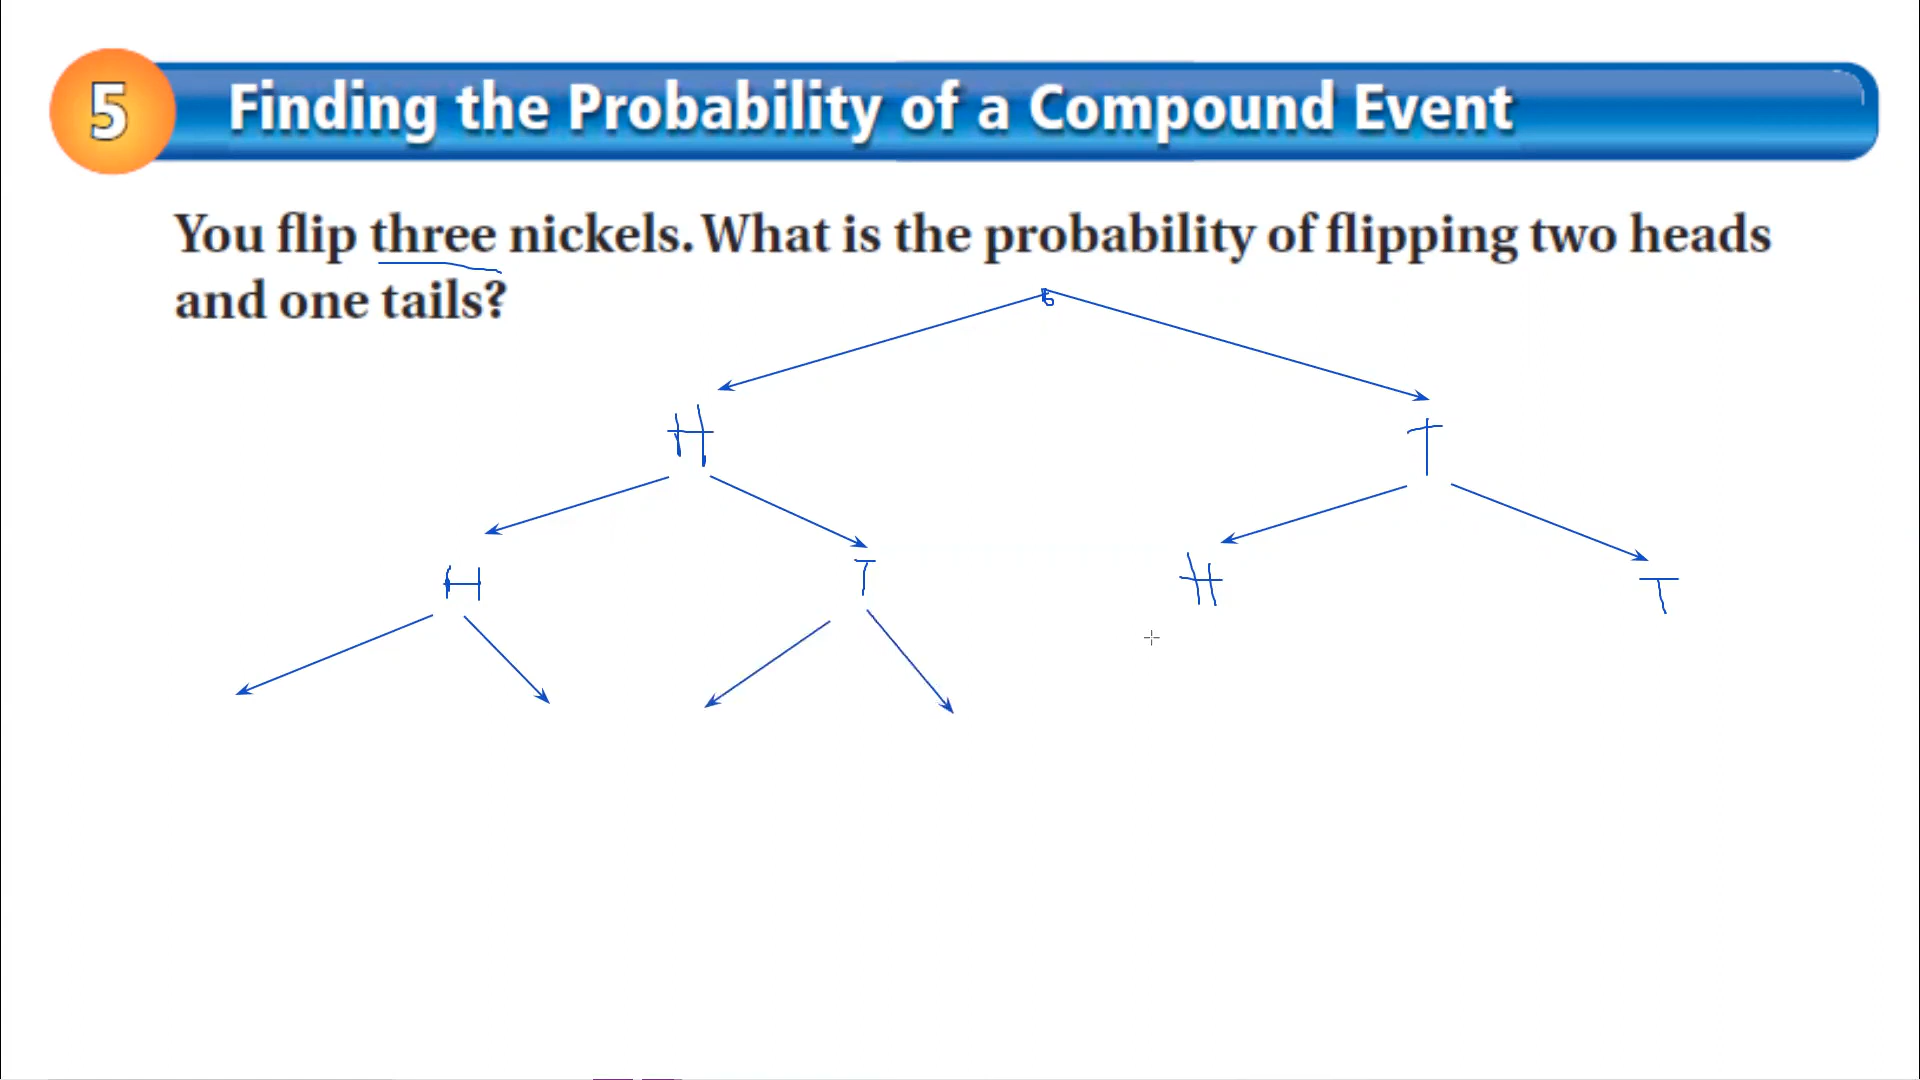 5 Finding the Probability of a Compound Event
You flip three nickels. What is the probability of flipping two heads
and one tails?
H T
H T H T